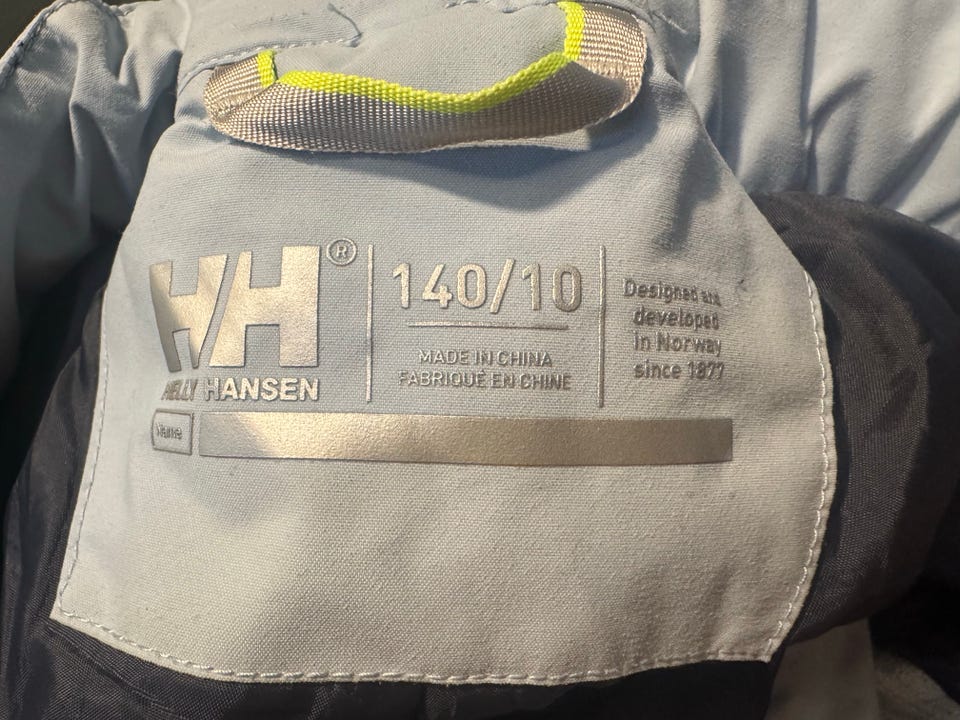 HH®
HELLY HANSEN
140/10
MADE IN CHINA
FABRIQUÉ EN CHINE
Designed and
developed
in Norway
since 1877
Name